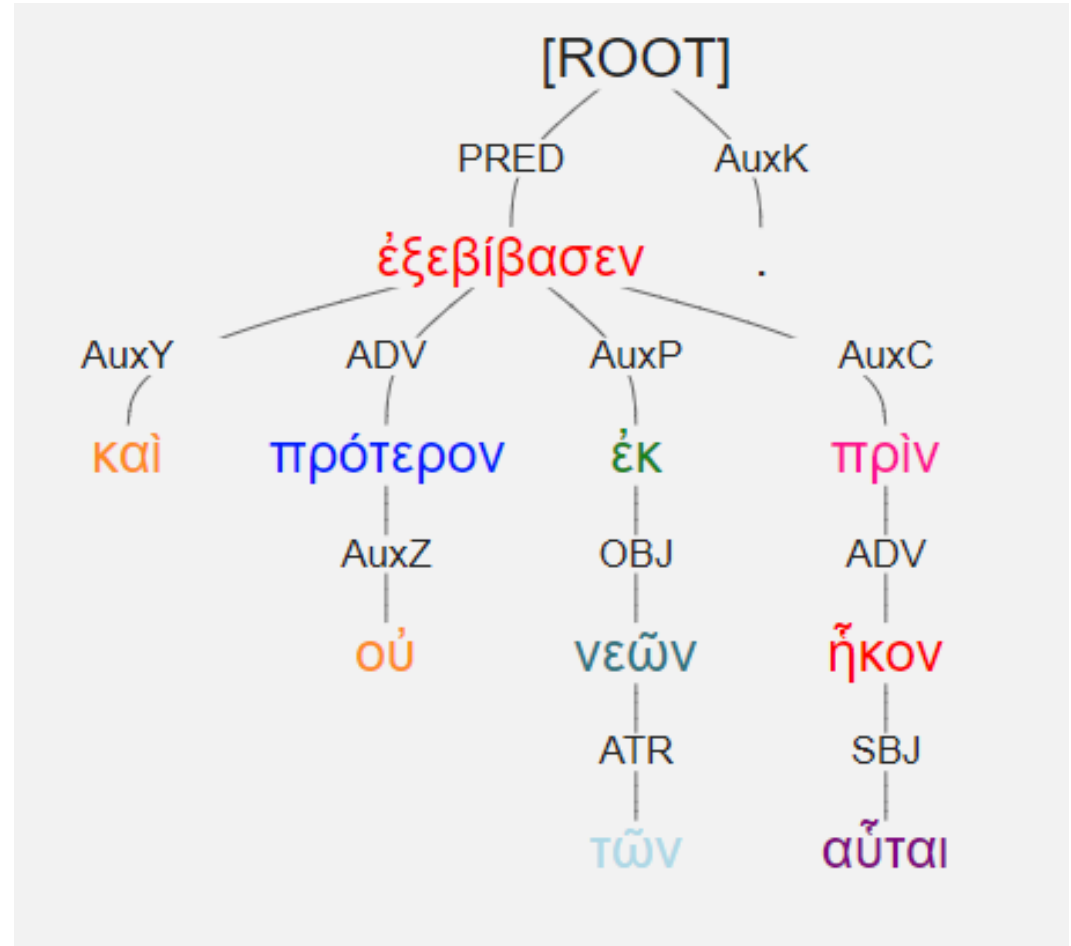 [ROOT]
PRED AuxK
ἐξεβίβασεν .
AuxY ADV AuxP AuxC
καὶ πρότερον ἐκ πρὶν
AuxZ OBJ ADV
οὐ νεῶν ἧκον
ATR SBJ
τῶν αὗται